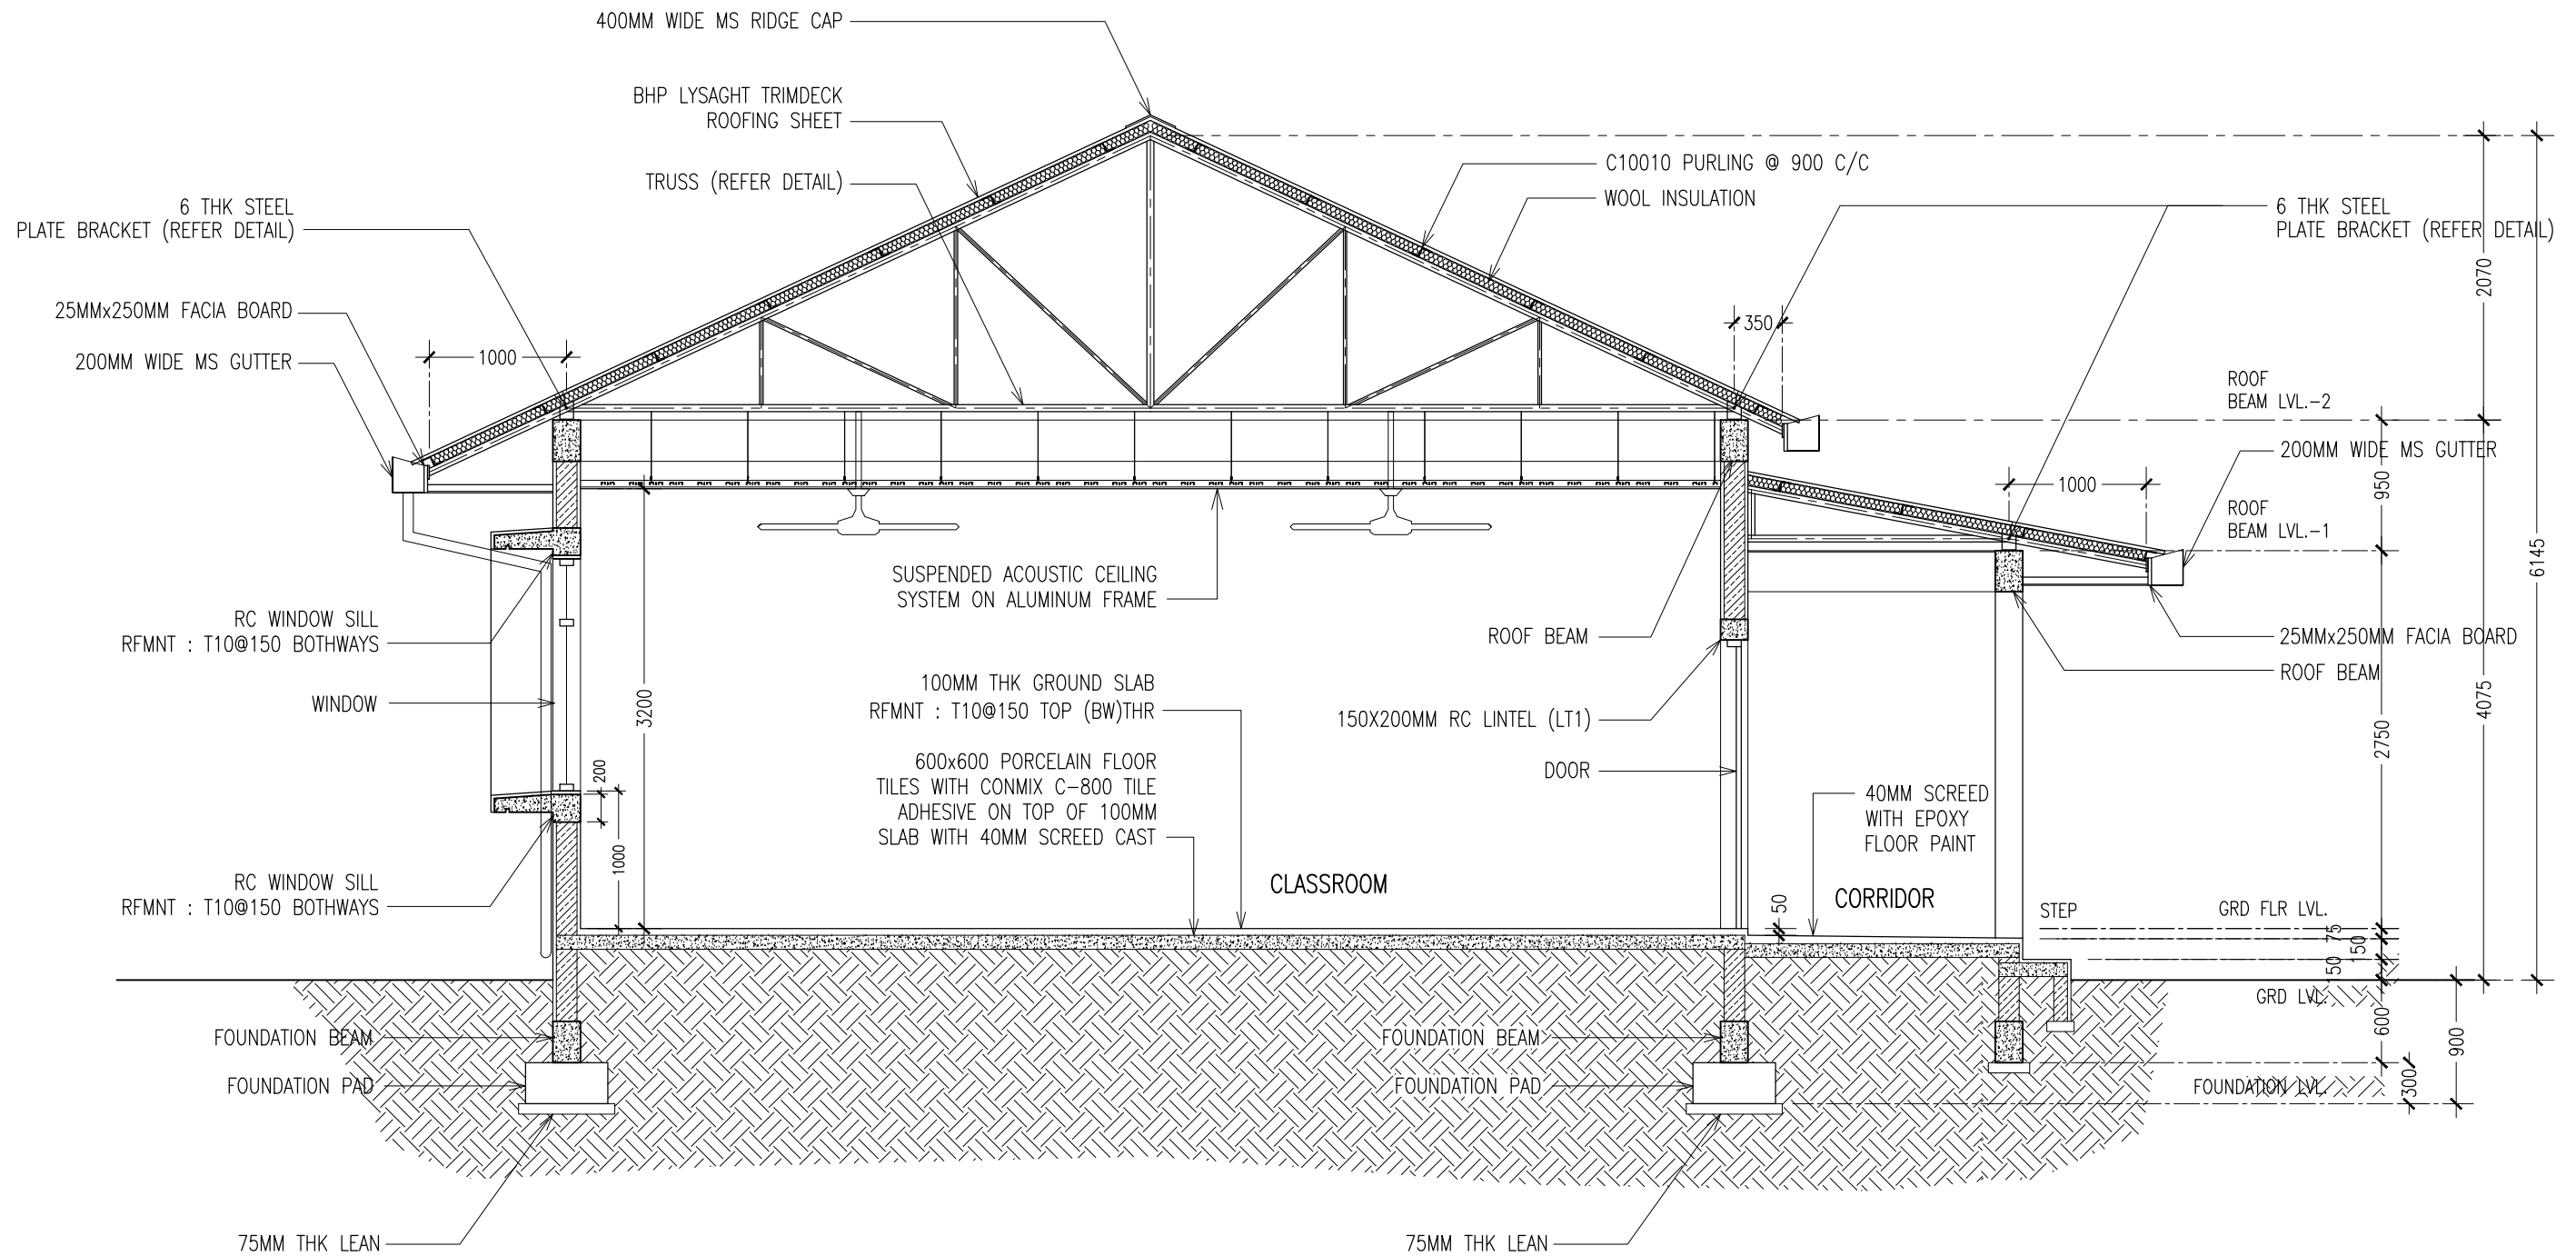 400MM WIDE MS RIDGE CAP
BHP LYSAGHT TRIMDECK
ROOFING SHEET
TRUSS (REFER DETAIL)
6 THK STEEL
PLATE BRACKET (REFER DETAIL)
25MMx250MM FACIA BOARD
200MM WIDE MS GUTTER
1000
C10010 PURLING @ 900 C/C
WOOL INSULATION
6 THK STEEL
PLATE BRACKET (REFER DETAIL)
350
2070
6145
ROOF
BEAM LVL.-2
200MM WIDE MS GUTTER
1000
950
ROOF
BEAM LVL.-1
SUSPENDED ACOUSTIC CEILING
SYSTEM ON ALUMINUM FRAME
RC WINDOW SILL
RFMNT : T10@150 BOTHWAYS
ROOF BEAM
25MMx250MM FACIA BOARD
ROOF BEAM
WINDOW
3200
100MM THK GROUND SLAB
RFMNT : T10@150 TOP (BW)THR
150X200MM RC LINTEL (LT1)
4075
2750
600x600 PORCELAIN FLOOR
TILES WITH CONMIX C-800 TILE
ADHESIVE ON TOP OF 100MM
SLAB WITH 40MM SCREED CAST
DOOR
200
1000
40MM SCREED
WITH EPOXY
FLOOR PAINT
RC WINDOW SILL
RFMNT : T10@150 BOTHWAYS
CLASSROOM
50
CORRIDOR
STEP
GRD FLR LVL.
75
150
150
GRD LVL.
FOUNDATION BEAM
FOUNDATION PAD
FOUNDATION BEAM
FOUNDATION PAD
600
900
FOUNDATION LVL.
300
75MM THK LEAN
75MM THK LEAN